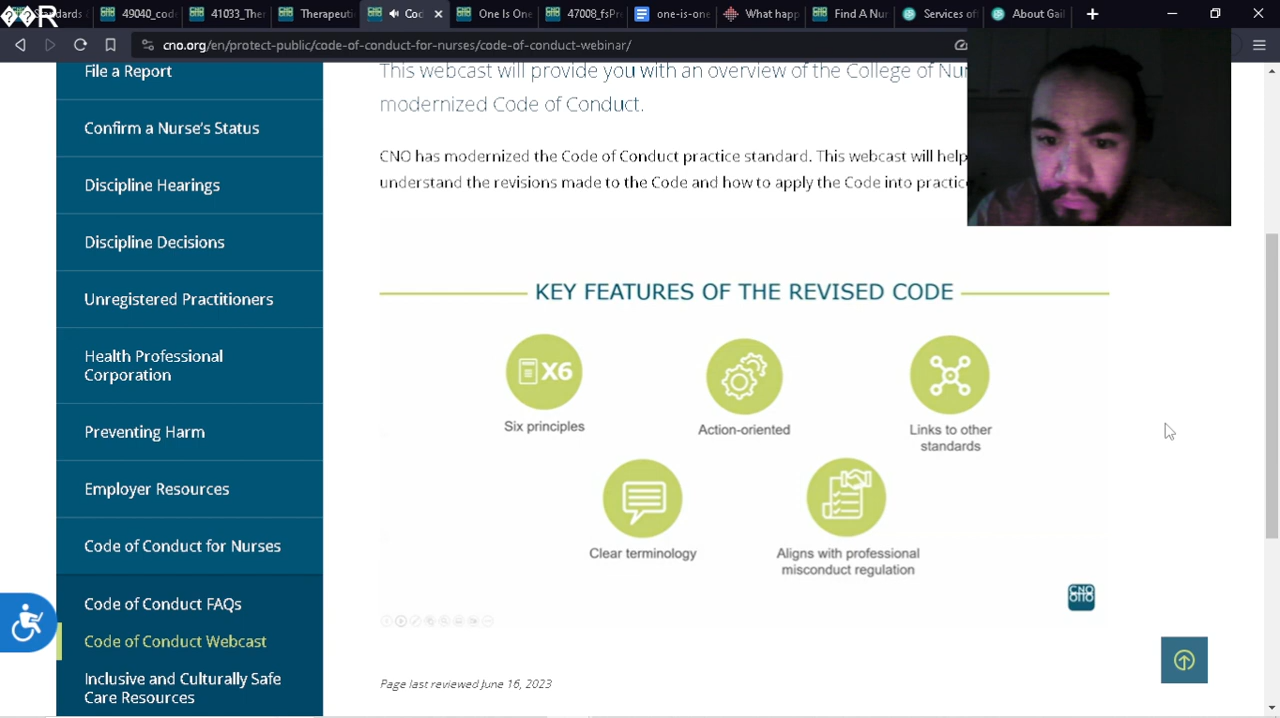 ��R
Standards
49040_cod
41033_The
Therapeuti
Cod
One Is One
47008_fsPr
one-is-one
What happ
Find A Nur
Services of
About Gail
cno.org/en/protect-public/code-of-conduct-for-nurses/code-of-conduct-webinar/
File a Report
Confirm a Nurse's Status
Discipline Hearings
Discipline Decisions
Unregistered Practitioners
Health Professional
Corporation
Preventing Harm
Employer Resources
Code of Conduct for Nurses
Code of Conduct FAQs
Code of Conduct Webcast
Inclusive and Culturally Safe
Care Resources
This webcast will provide you with an overview of the College of Nur
modernized Code of Conduct.
CNO has modernized the Code of Conduct practice standard. This webcast will help
understand the revisions made to the Code and how to apply the Code into practice
KEY FEATURES OF THE REVISED CODE
X6
Six principles
Action-oriented
Links to other
standards
Clear terminology
Aligns with professional
misconduct regulation
CNO
OIIO
Page last reviewed June 16, 2023